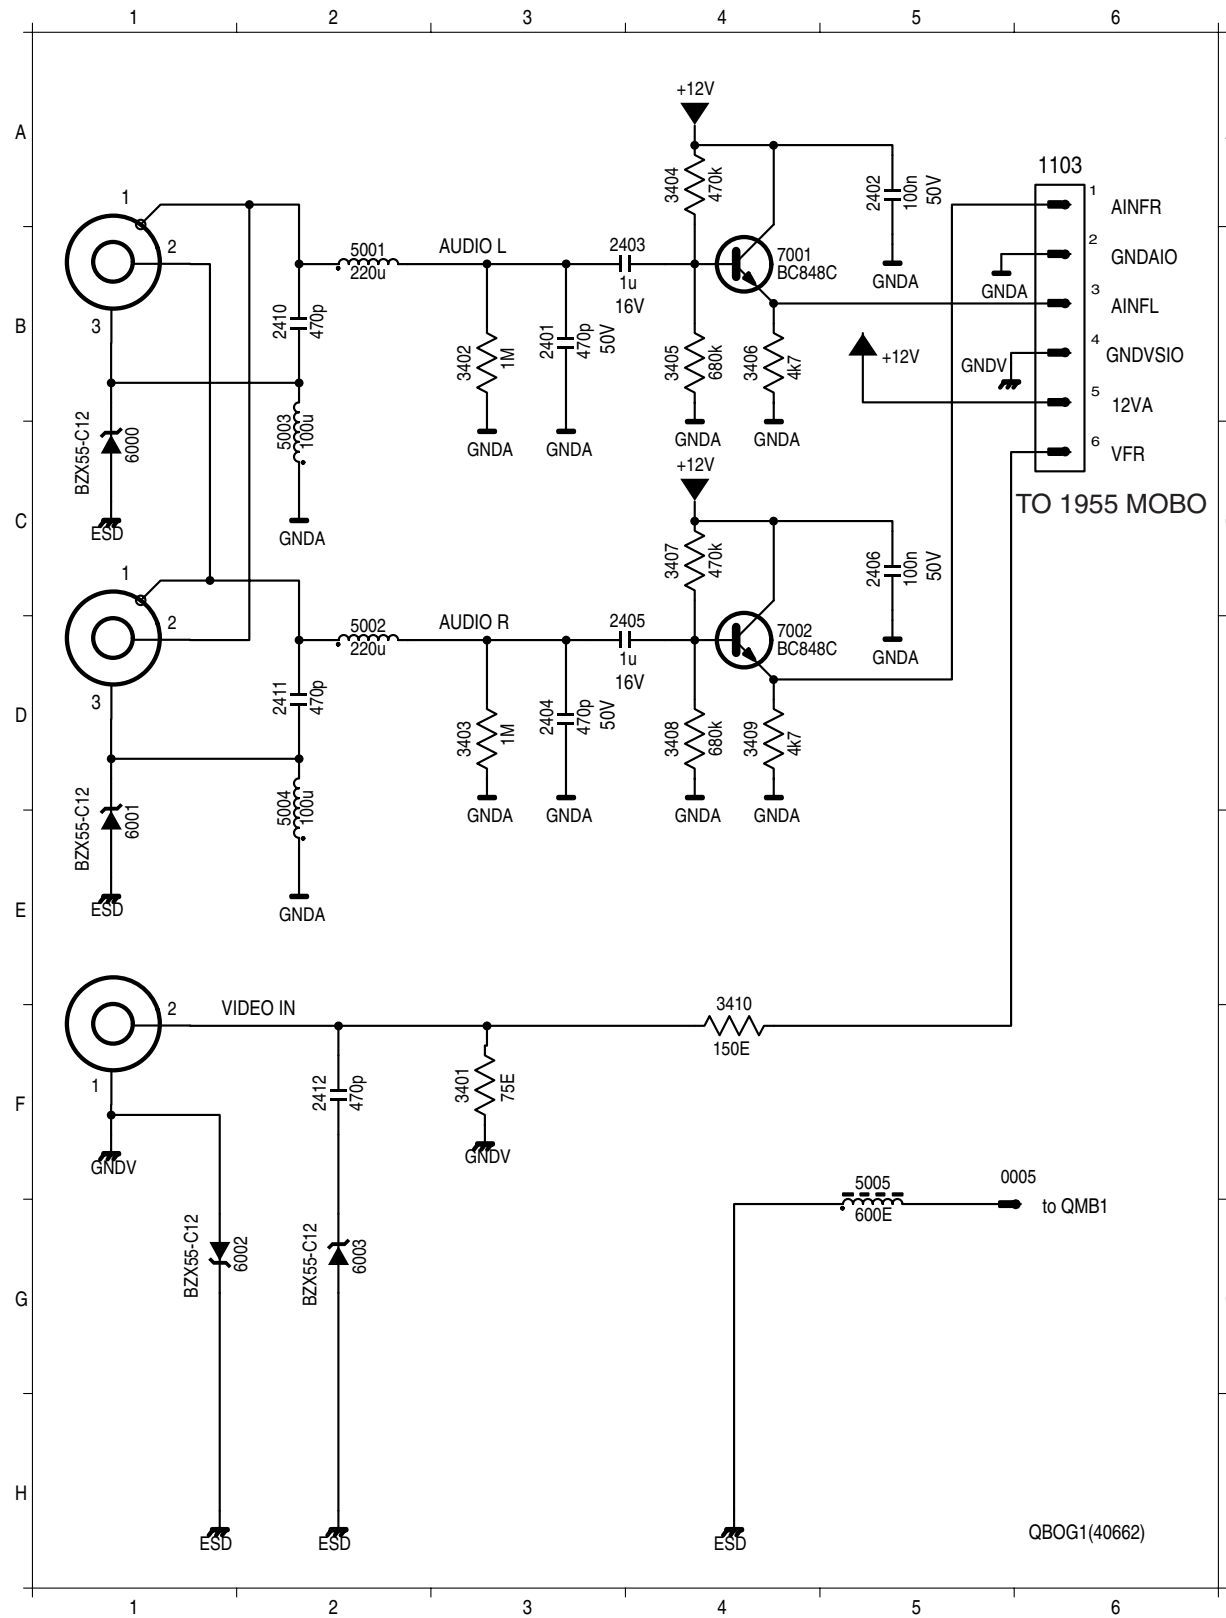 1 2 3 4 5 6
A
B
C
D
E
F
G
H
+12V
3404
470k
2402
100n
50V
1103
1
AINFR
2
GNDAIO
GNDA
3
AINFL
4
GNDVSIO
GNDV
5
12VA
6
VFR
TO 1955 MOBO
1
2
3
5001
220u
AUDIO L
2403
1u
16V
7001
BC848C
GNDA
2410
470p
3402
1M
2401
470p
50V
3405
680k
3406
4k7
+12V
BZX55-C12
6000
5003
100u
GNDA
GNDA
GNDA
GNDA
ESD
GNDA
+12V
3407
470k
2406
100n
50V
1
2
3
5002
220u
AUDIO R
2405
1u
16V
7002
BC848C
GNDA
2411
470p
3403
1M
2404
470p
50V
3408
680k
3409
4k7
BZX55-C12
6001
5004
100u
GNDA
GNDA
GNDA
GNDA
ESD
GNDA
2
VIDEO IN
3410
150E
1
2412
470p
3401
75E
GNDV
GNDV
5005
600E
0005
to QMB1
BZX55-C12
6002
BZX55-C12
6003
ESD
ESD
ESD
QBOG1(40662)
1 2 3 4 5 6